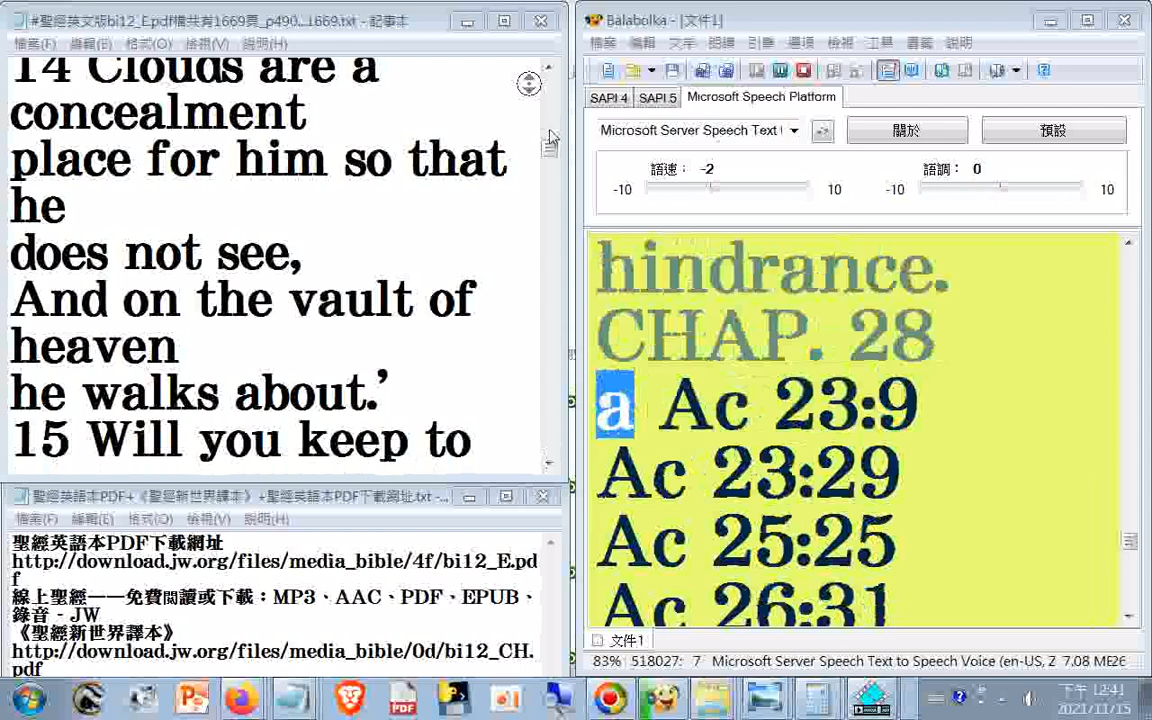 #聖經英文版bi12_E.pdf檔共有1669頁_p490...1669.txt - 記事本
檔案(F) 編輯(E) 格式(O) 檢視(V) 說明(H)
14 Clouds are a
concealment
place for him so that
he
does not see,
And on the vault of
heaven
he walks about.’
15 Will you keep to
聖經英語本PDF+《聖經新世界譯本》+聖經英語本PDF下載網址.txt -...
檔案(F) 編輯(E) 格式(O) 檢視(V) 說明(H)
聖經英語本PDF下載網址
http://download.jw.org/files/media_bible/4f/bi12_E.pd
f
線上聖經——免費閱讀或下載：MP3、AAC、PDF、EPUB、
錄音 - JW
《聖經新世界譯本》
http://download.jw.org/files/media_bible/0d/bi12_CH.
pdf
Balabolka - [文件1]
檔案 編輯 文字 朗讀 引擎 選項 檢視 工具 書籤 說明
SAPI 4 SAPI 5 Microsoft Speech Platform
Microsoft Server Speech Text 關於 預設
語速： -2 語調： 0
-10 10 -10 10
hindrance.
CHAP. 28
a Ac 23:9
Ac 23:29
Ac 25:25
Ac 26:31
文件1
83% 518027: 7 Microsoft Server Speech Text to Speech Voice (en-US, Z 7.08 ME26
下午 12:41
2021/11/15